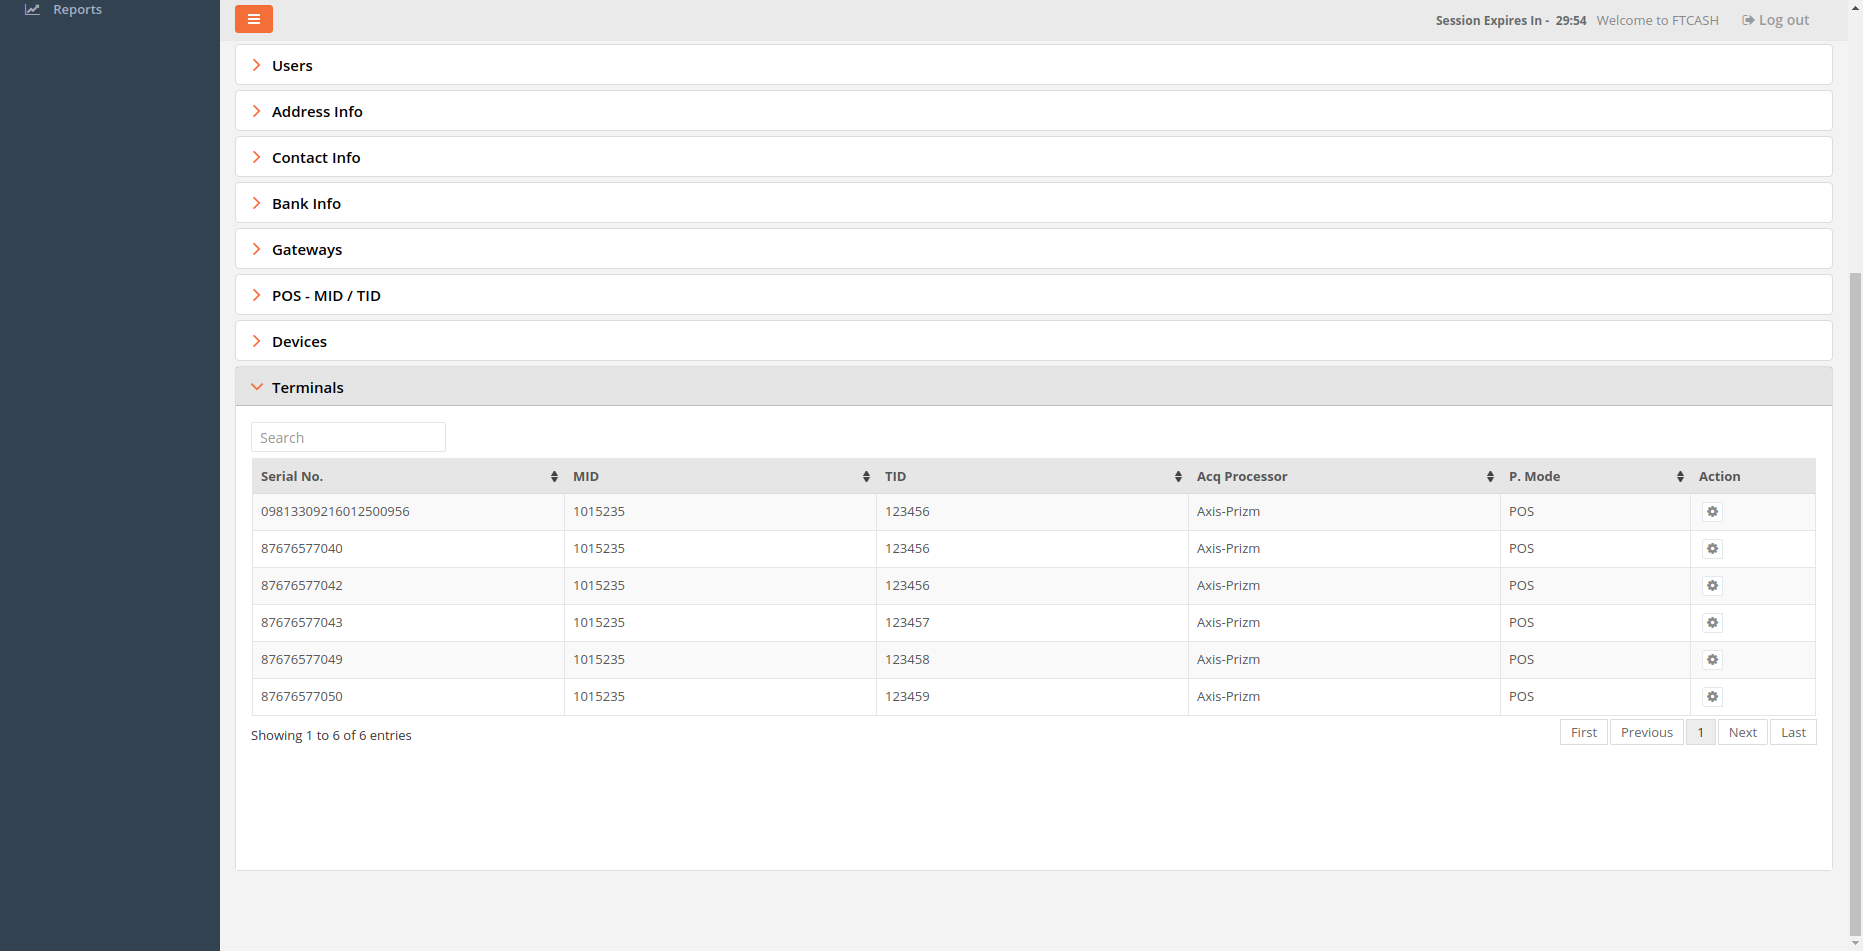 Reports
Session Expires In - 29:54 Welcome to FTCASH Log out
Users
Address Info
Contact Info
Bank Info
Gateways
POS - MID / TID
Devices
Terminals
Search
Serial No. MID TID Acq Processor P. Mode Action
09813309216012500956 1015235 123456 Axis-Prizm POS
87676577040 1015235 123456 Axis-Prizm POS
87676577042 1015235 123456 Axis-Prizm POS
87676577043 1015235 123457 Axis-Prizm POS
87676577049 1015235 123458 Axis-Prizm POS
87676577050 1015235 123459 Axis-Prizm POS
Showing 1 to 6 of 6 entries First Previous 1 Next Last